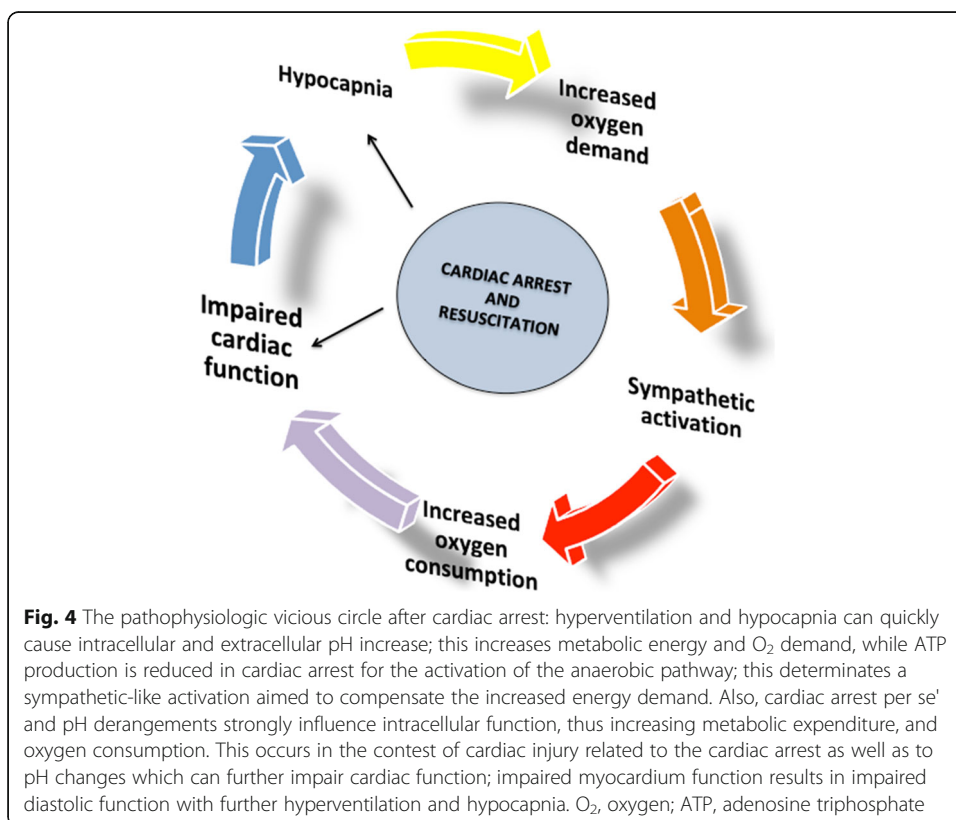 Hypocapnia
Increased
oxygen
demand
CARDIAC ARREST
AND
RESUSCITATION
Impaired
cardiac
function
Sympathetic
activation
Increased
oxygen
consumption
Fig. 4 The pathophysiologic vicious circle after cardiac arrest: hyperventilation and hypocapnia can quickly
cause intracellular and extracellular pH increase; this increases metabolic energy and O₂ demand, while ATP
production is reduced in cardiac arrest for the activation of the anaerobic pathway; this determinates a
sympathetic-like activation aimed to compensate the increased energy demand. Also, cardiac arrest per se'
and pH derangements strongly influence intracellular function, thus increasing metabolic expenditure, and
oxygen consumption. This occurs in the contest of cardiac injury related to the cardiac arrest as well as to
pH changes which can further impair cardiac function; impaired myocardium function results in impaired
diastolic function with further hyperventilation and hypocapnia. O₂, oxygen; ATP, adenosine triphosphate